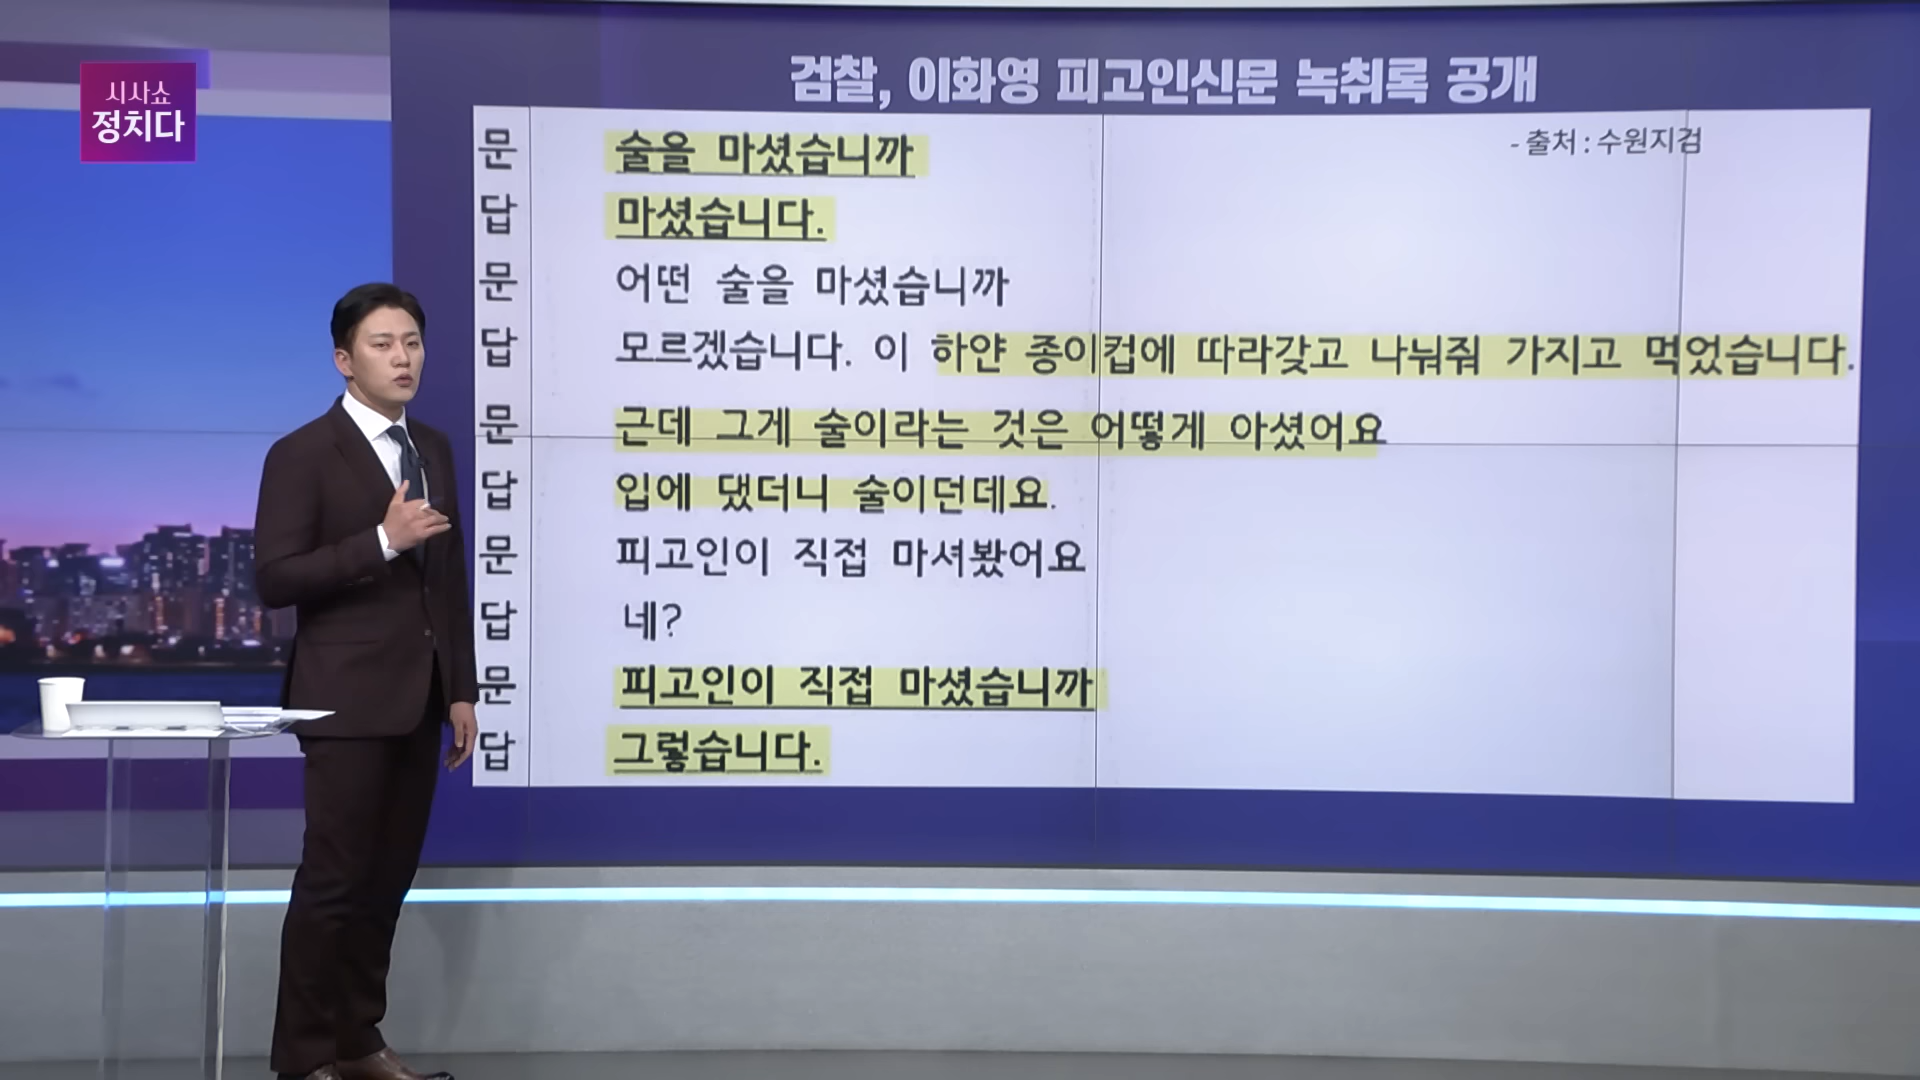 시사쇼
정치다
검찰, 이화영 피고인신문 녹취록 공개
- 출처 : 수원지검
문 술을 마셨습니까
답 마셨습니다.
문 어떤 술을 마셨습니까
답 모르겠습니다. 이 하얀 종이컵에 따라갖고 나눠줘 가지고 먹었습니다.
문 근데 그게 술이라는 것은 어떻게 아셨어요
답 입에 댔더니 술이던데요.
문 피고인이 직접 마셔봤어요
답 네?
문 피고인이 직접 마셨습니까
답 그렇습니다.